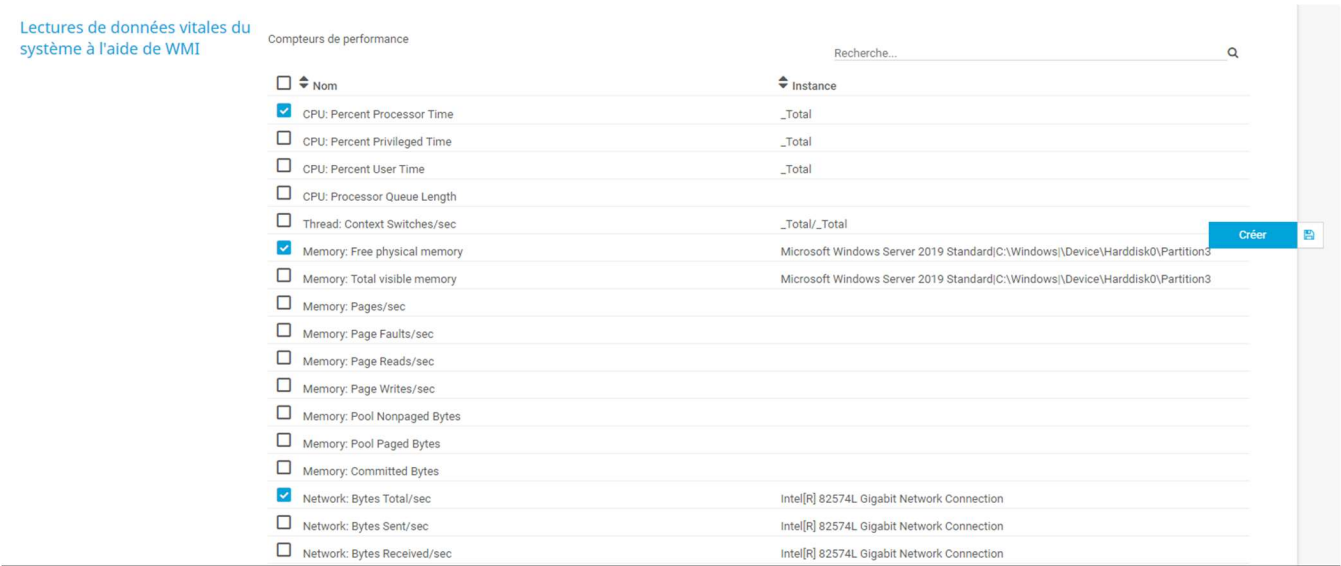 Lectures de données vitales du
système à l'aide de WMI
Compteurs de performance
Recherche...
Nom Instance
CPU: Percent Processor Time _Total
CPU: Percent Privileged Time _Total
CPU: Percent User Time _Total
CPU: Processor Queue Length
Thread: Context Switches/sec _Total/_Total
Créer
Memory: Free physical memory Microsoft Windows Server 2019 Standard|C:\Windows|\Device\Harddisk0\Partition3
Memory: Total visible memory Microsoft Windows Server 2019 Standard|C:\Windows|\Device\Harddisk0\Partition3
Memory: Pages/sec
Memory: Page Faults/sec
Memory: Page Reads/sec
Memory: Page Writes/sec
Memory: Pool Nonpaged Bytes
Memory: Pool Paged Bytes
Memory: Committed Bytes
Network: Bytes Total/sec Intel[R] 82574L Gigabit Network Connection
Network: Bytes Sent/sec Intel[R] 82574L Gigabit Network Connection
Network: Bytes Received/sec Intel[R] 82574L Gigabit Network Connection